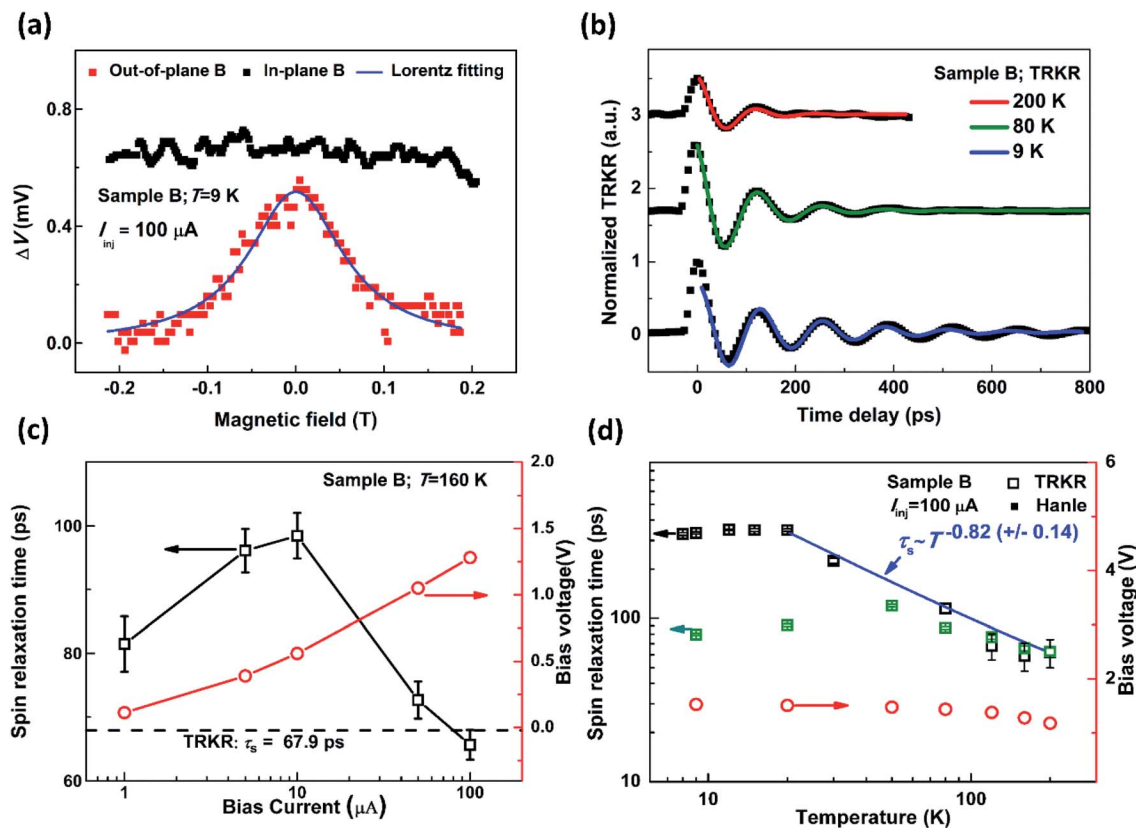 (a)
Out-of-plane B In-plane B Lorentz fitting
0.8
0.4
0.0
ΔV (mV)
Sample B; T=9 K
I inj = 100 μA
-0.2 -0.1 0.0 0.1 0.2
Magnetic field (T)
(b)
Sample B; TRKR
200 K
80 K
9 K
3
2
1
0
Normalized TRKR (a.u.)
0 200 400 600 800
Time delay (ps)
(c)
Sample B; T=160 K
100
80
60
Spin relaxation time (ps)
2.0
1.5
1.0
0.5
0.0
Bias voltage(V)
TRKR: τs = 67.9 ps
1 10 100
Bias Current (μA)
(d)
Sample B TRKR
I inj=100 μA Hanle
τs~ T-0.82 (+/- 0.14)
100
10
Spin relaxation time (ps)
6
4
2
Bias voltage (V)
10 100
Temperature (K)